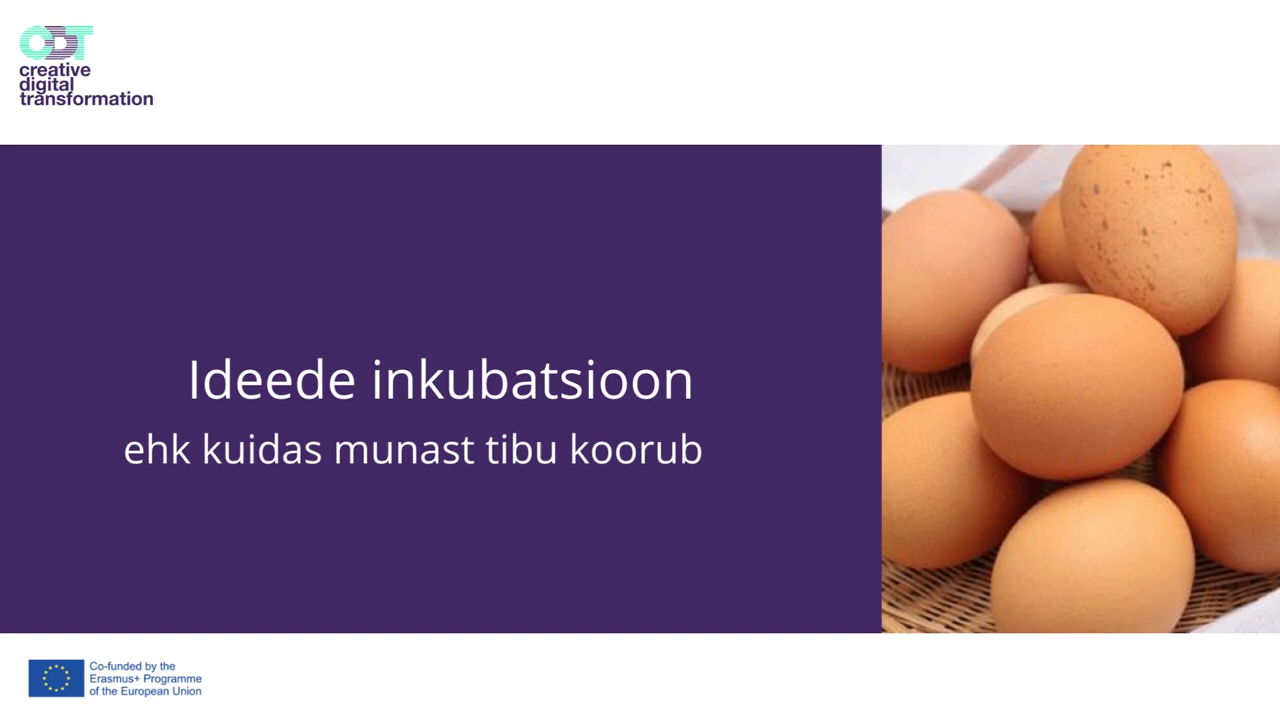 CDT
creative
digital
transformation
Ideede inkubatsioon
ehk kuidas munast tibu koorub
Co-funded by the
Erasmus+ Programme
of the European Union